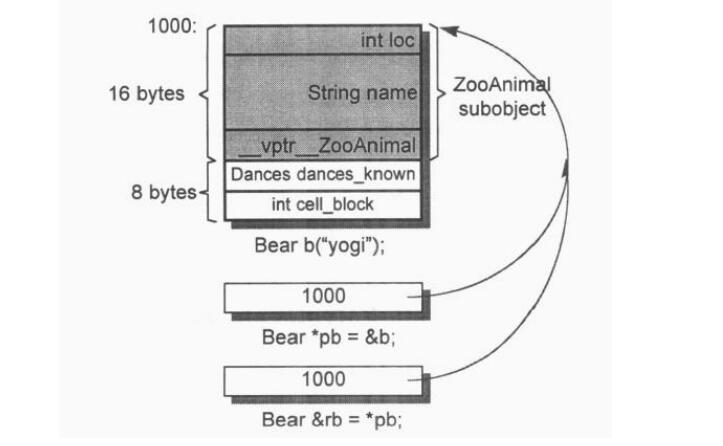 1000:
int loc
16 bytes
String name
ZooAnimal
subobject
__vptr__ZooAnimal
Dances dances_known
8 bytes
int cell_block
Bear b("yogi");
1000
Bear *pb = &b;
1000
Bear &rb = *pb;